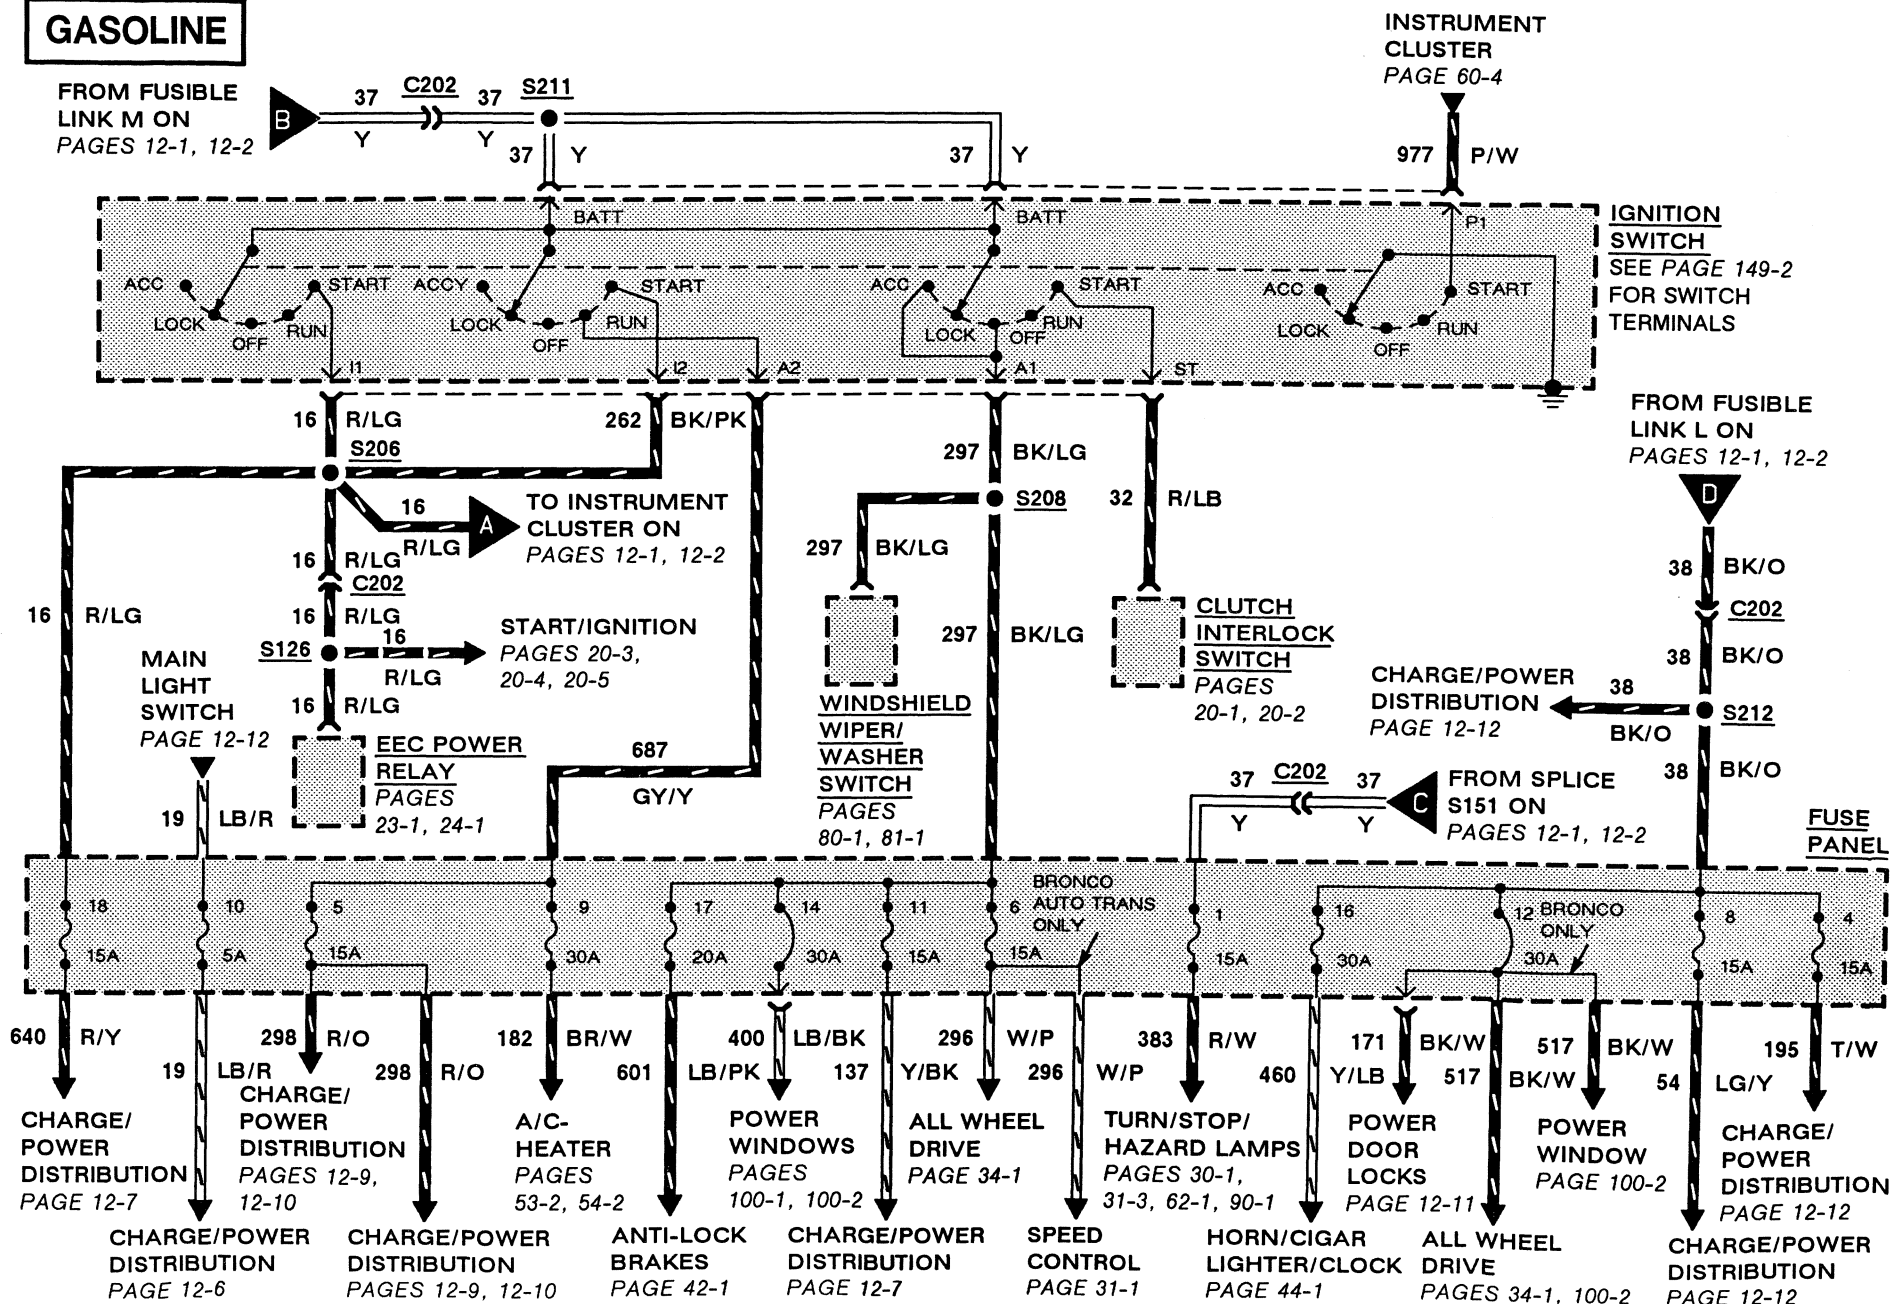 GASOLINE
FROM FUSIBLE
LINK M ON
PAGES 12-1, 12-2
B
37
Y
C202
37
Y
S211
37
Y
37
Y
INSTRUMENT
CLUSTER
PAGE 60-4
977
P/W
BATT
BATT
P1
IGNITION
SWITCH
SEE PAGE 149-2
FOR SWITCH
TERMINALS
ACC
LOCK
OFF
RUN
START
ACCY
LOCK
OFF
RUN
START
ACC
LOCK
OFF
RUN
START
ACC
LOCK
OFF
RUN
START
I1
I2
A2
A1
ST
16
R/LG
262
BK/PK
297
BK/LG
S206
16
R/LG
A
TO INSTRUMENT
CLUSTER ON
PAGES 12-1, 12-2
S208
32
R/LB
FROM FUSIBLE
LINK L ON
PAGES 12-1, 12-2
D
16
R/LG
C202
297
BK/LG
38
BK/O
C202
16
R/LG
16
R/LG
S126
16
R/LG
START/IGNITION
PAGES 20-3,
20-4, 20-5
297
BK/LG
CLUTCH
INTERLOCK
SWITCH
PAGES
20-1, 20-2
38
BK/O
CHARGE/POWER
DISTRIBUTION
PAGE 12-12
38
BK/O
S212
MAIN
LIGHT
SWITCH
PAGE 12-12
16
R/LG
EEC POWER
RELAY
PAGES
23-1, 24-1
687
GY/Y
WINDSHIELD
WIPER/
WASHER
SWITCH
PAGES
80-1, 81-1
37
Y
C202
37
Y
C
FROM SPLICE
S151 ON
PAGES 12-1, 12-2
38
BK/O
19
LB/R
FUSE
PANEL
18
15A
10
5A
5
15A
9
30A
17
20A
14
30A
11
15A
6
15A
BRONCO
AUTO TRANS
ONLY
1
15A
16
30A
12
30A
BRONCO
ONLY
8
15A
4
15A
640
R/Y
19
LB/R
298
R/O
298
R/O
182
BR/W
601
LB/PK
400
LB/BK
137
Y/BK
296
W/P
296
W/P
383
R/W
460
Y/LB
171
BK/W
517
BK/W
517
BK/W
54
LG/Y
195
T/W
CHARGE/
POWER
DISTRIBUTION
PAGE 12-7
CHARGE/POWER
DISTRIBUTION
PAGE 12-6
CHARGE/
POWER
DISTRIBUTION
PAGES 12-9,
12-10
CHARGE/POWER
DISTRIBUTION
PAGES 12-9, 12-10
A/C-
HEATER
PAGES
53-2, 54-2
ANTI-LOCK
BRAKES
PAGE 42-1
POWER
WINDOWS
PAGES
100-1, 100-2
CHARGE/POWER
DISTRIBUTION
PAGE 12-7
ALL WHEEL
DRIVE
PAGE 34-1
SPEED
CONTROL
PAGE 31-1
TURN/STOP/
HAZARD LAMPS
PAGES 30-1,
31-3, 62-1, 90-1
HORN/CIGAR
LIGHTER/CLOCK
PAGE 44-1
POWER
DOOR
LOCKS
PAGE 12-11
ALL WHEEL
DRIVE
PAGES 34-1, 100-2
POWER
WINDOW
PAGE 100-2
CHARGE/POWER
DISTRIBUTION
PAGE 12-12
CHARGE/
POWER
DISTRIBUTION
PAGE 12-12